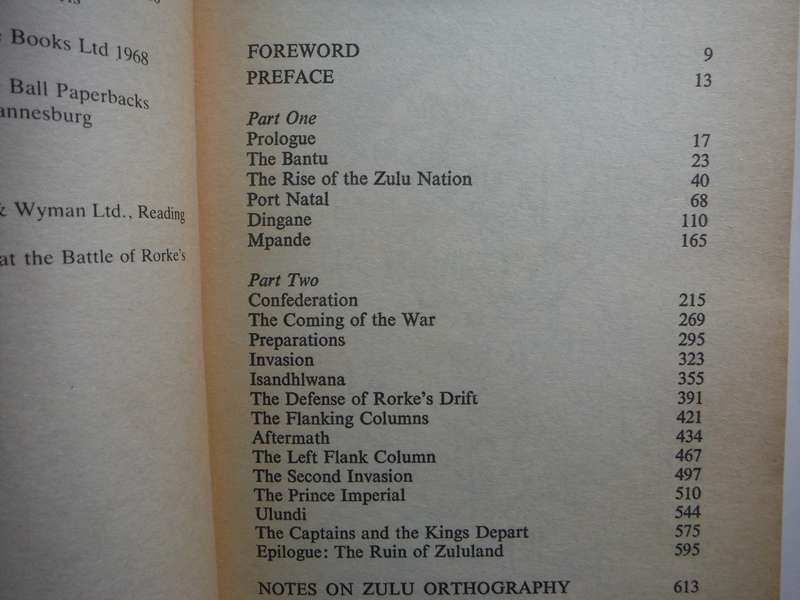 Books Ltd 1968
Ball Paperbacks
& Wyman Ltd., Reading
at the Battle of Rorke's
FOREWORD 9
PREFACE 13
Part One
Prologue 17
The Bantu 23
The Rise of the Zulu Nation 40
Port Natal 68
Dingane 110
Mpande 165
Part Two
Confederation 215
The Coming of the War 269
Preparations 295
Invasion 323
Isandhlwana 355
The Defense of Rorke's Drift 391
The Flanking Columns 421
Aftermath 434
The Left Flank Column 467
The Second Invasion 497
The Prince Imperial 510
Ulundi 544
The Captains and the Kings Depart 575
Epilogue: The Ruin of Zululand 595
NOTES ON ZULU ORTHOGRAPHY 613